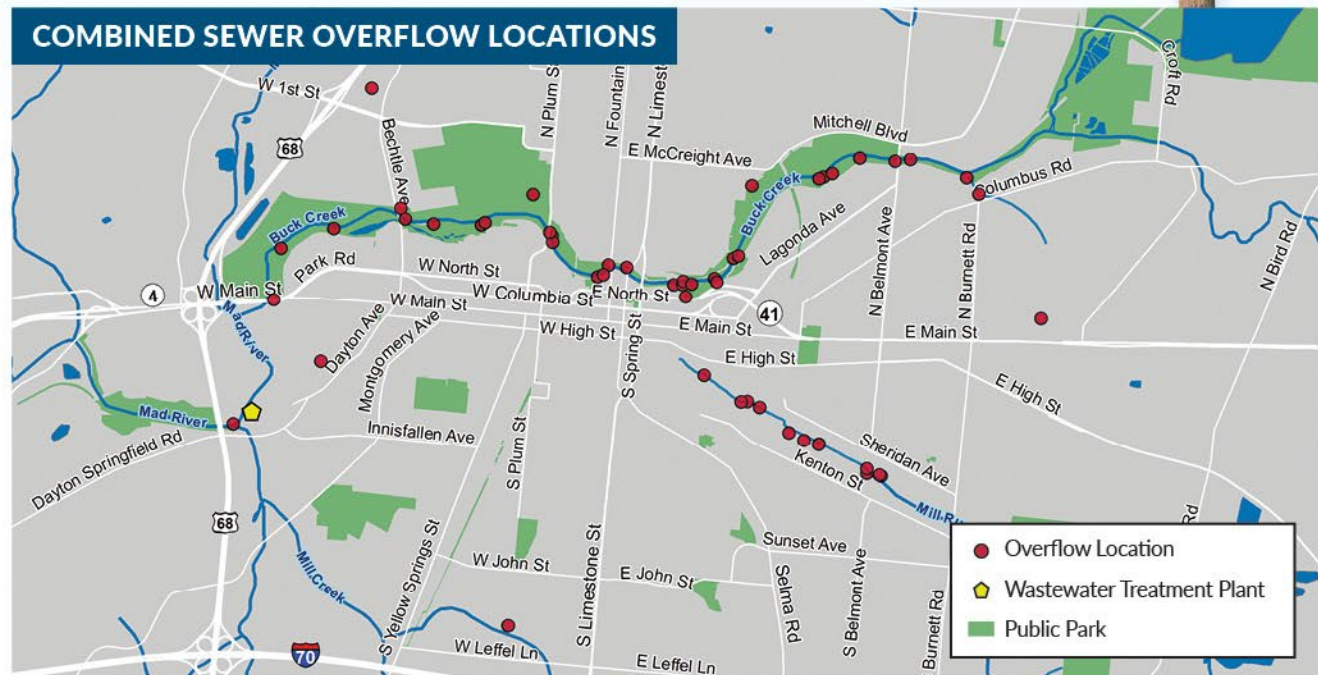 COMBINED SEWER OVERFLOW LOCATIONS
W 1st St
68
Bechtle Ave
N Plum St
N Fountain
N Limest
E McCreight Ave
Mitchell Blvd
Croft Rd
Columbus Rd
Buck Creek
Buck Creek
Lagonda Ave
N Belmont Ave
N Burnett Rd
N Bird Rd
Park Rd
W North St
W Main St
4
W Columbia St
E North St
W Main St
41
E Main St
E Main St
W High St
E High St
E High St
Mad River
Dayton Ave
Montgomery Ave
S Spring St
Mad River
Innisfallen Ave
Dayton Springfield Rd
S Plum St
Sheridan Ave
Kenton St
Mill Ru
Rd
68
Mill Creek
S Yellow Springs St
W John St
E John St
S Limestone St
Sunset Ave
Selma Rd
S Belmont Ave
Burnett Rd
70
W Leffel Ln
E Leffel Ln
Overflow Location
Wastewater Treatment Plant
Public Park